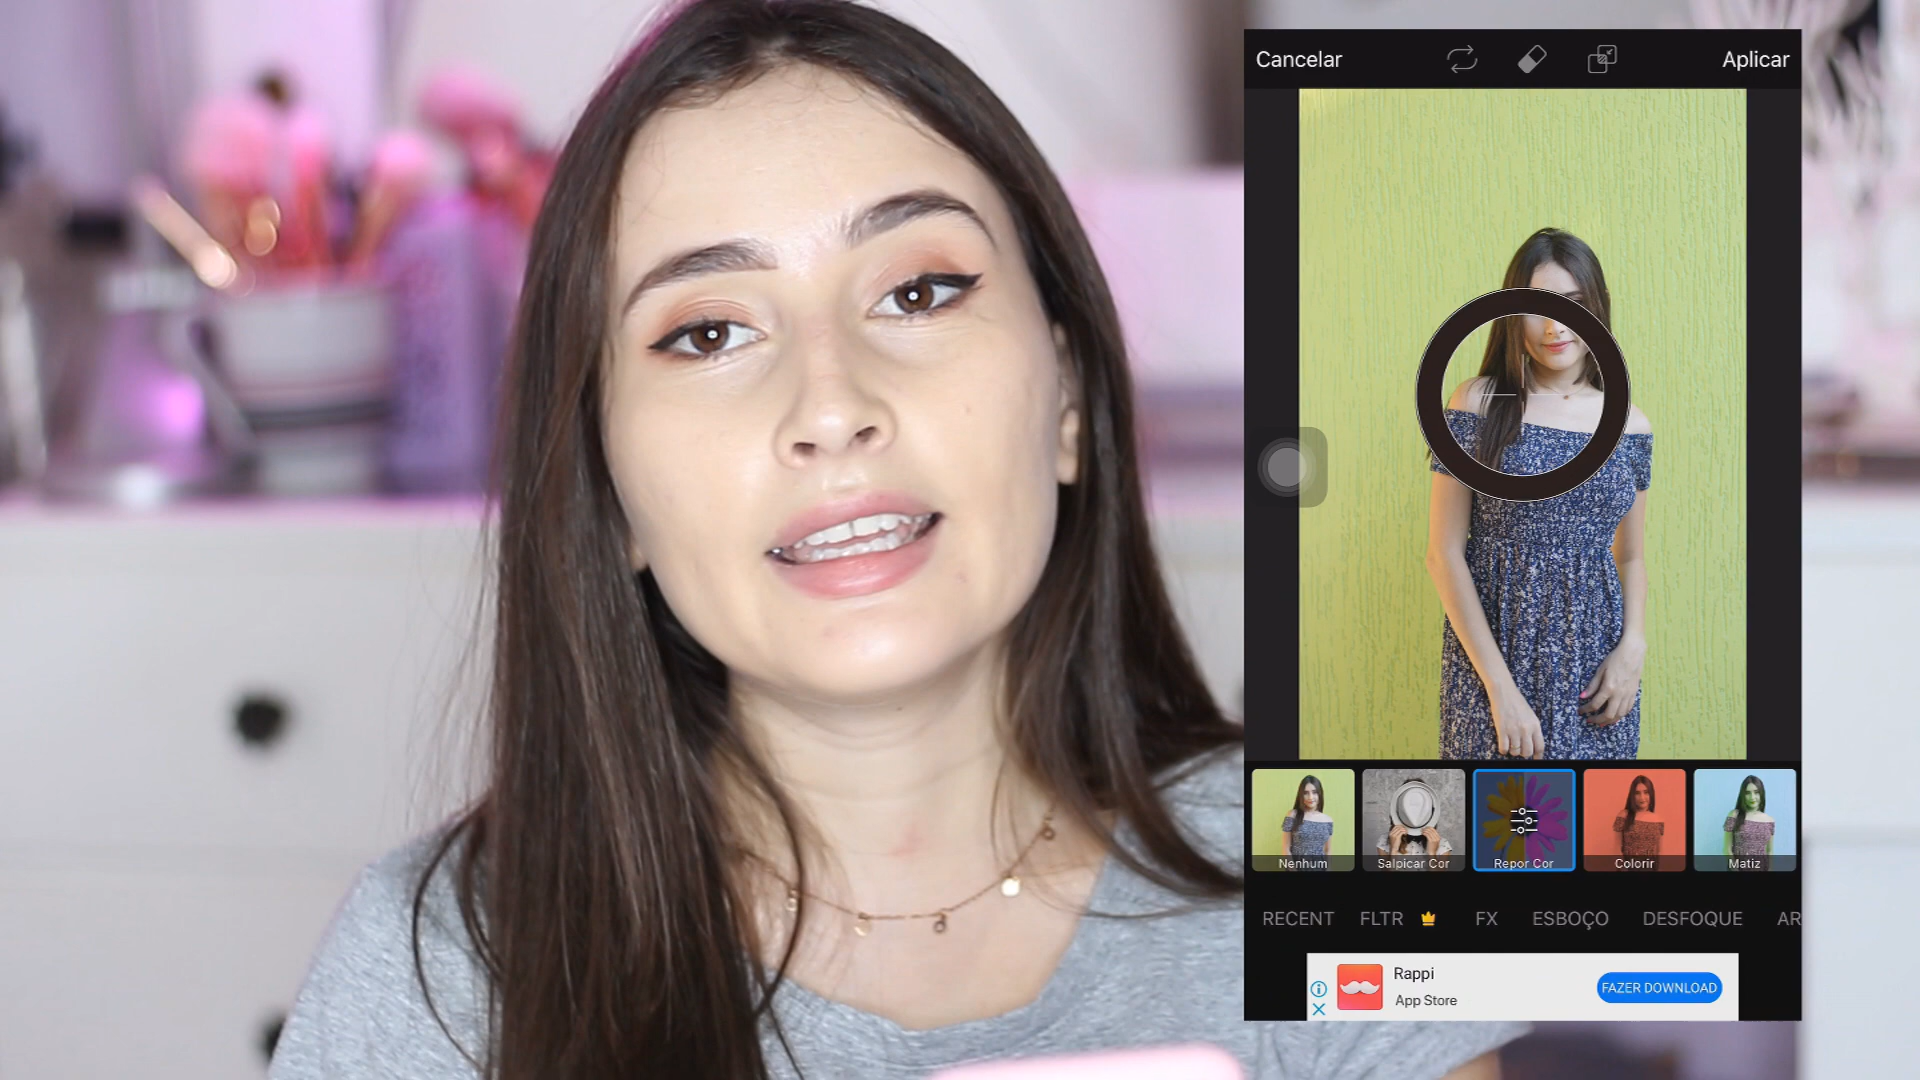 Cancelar
Aplicar
Nenhum
Salpicar Cor
Repor Cor
Colorir
Matiz
RECENT
FLTR
FX
ESBOÇO
DESFOQUE
AR
Rappi
App Store
FAZER DOWNLOAD